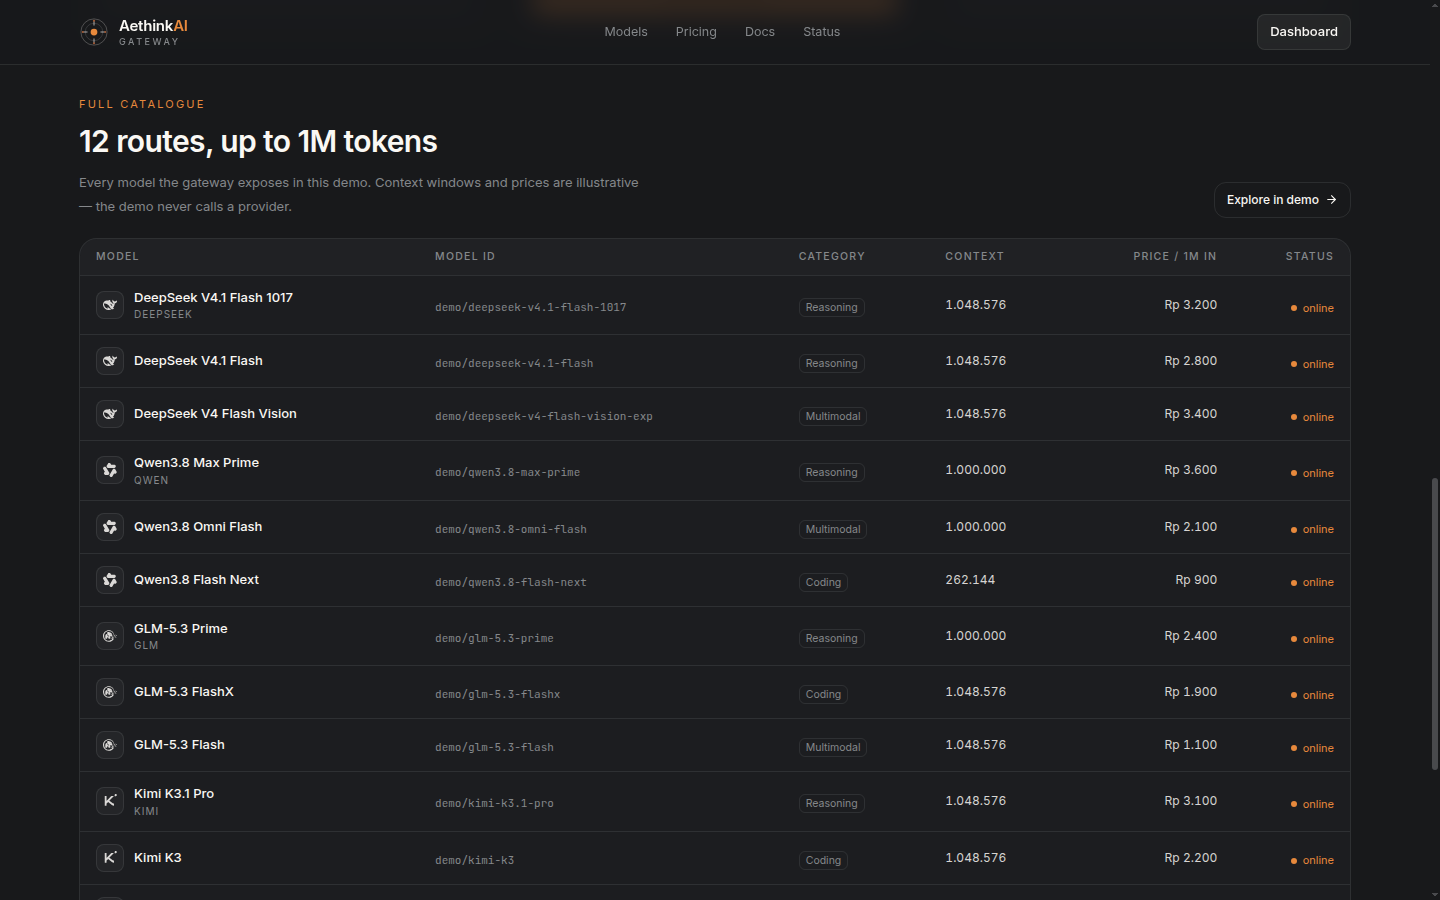 AethinkAI
GATEWAY
Models
Pricing
Docs
Status
Dashboard
FULL CATALOGUE
12 routes, up to 1M tokens
Every model the gateway exposes in this demo. Context windows and prices are illustrative
— the demo never calls a provider.
Explore in demo →
MODEL MODEL ID CATEGORY CONTEXT PRICE / 1M IN STATUS
DeepSeek V4.1 Flash 1017
DEEPSEEK
demo/deepseek-v4.1-flash-1017 Reasoning 1.048.576 Rp 3.200 online
DeepSeek V4.1 Flash demo/deepseek-v4.1-flash Reasoning 1.048.576 Rp 2.800 online
DeepSeek V4 Flash Vision demo/deepseek-v4-flash-vision-exp Multimodal 1.048.576 Rp 3.400 online
Qwen3.8 Max Prime
QWEN
demo/qwen3.8-max-prime Reasoning 1.000.000 Rp 3.600 online
Qwen3.8 Omni Flash demo/qwen3.8-omni-flash Multimodal 1.000.000 Rp 2.100 online
Qwen3.8 Flash Next demo/qwen3.8-flash-next Coding 262.144 Rp 900 online
GLM-5.3 Prime
GLM
demo/glm-5.3-prime Reasoning 1.000.000 Rp 2.400 online
GLM-5.3 FlashX demo/glm-5.3-flashx Coding 1.048.576 Rp 1.900 online
GLM-5.3 Flash demo/glm-5.3-flash Multimodal 1.048.576 Rp 1.100 online
Kimi K3.1 Pro
KIMI
demo/kimi-k3.1-pro Reasoning 1.048.576 Rp 3.100 online
Kimi K3 demo/kimi-k3 Coding 1.048.576 Rp 2.200 online